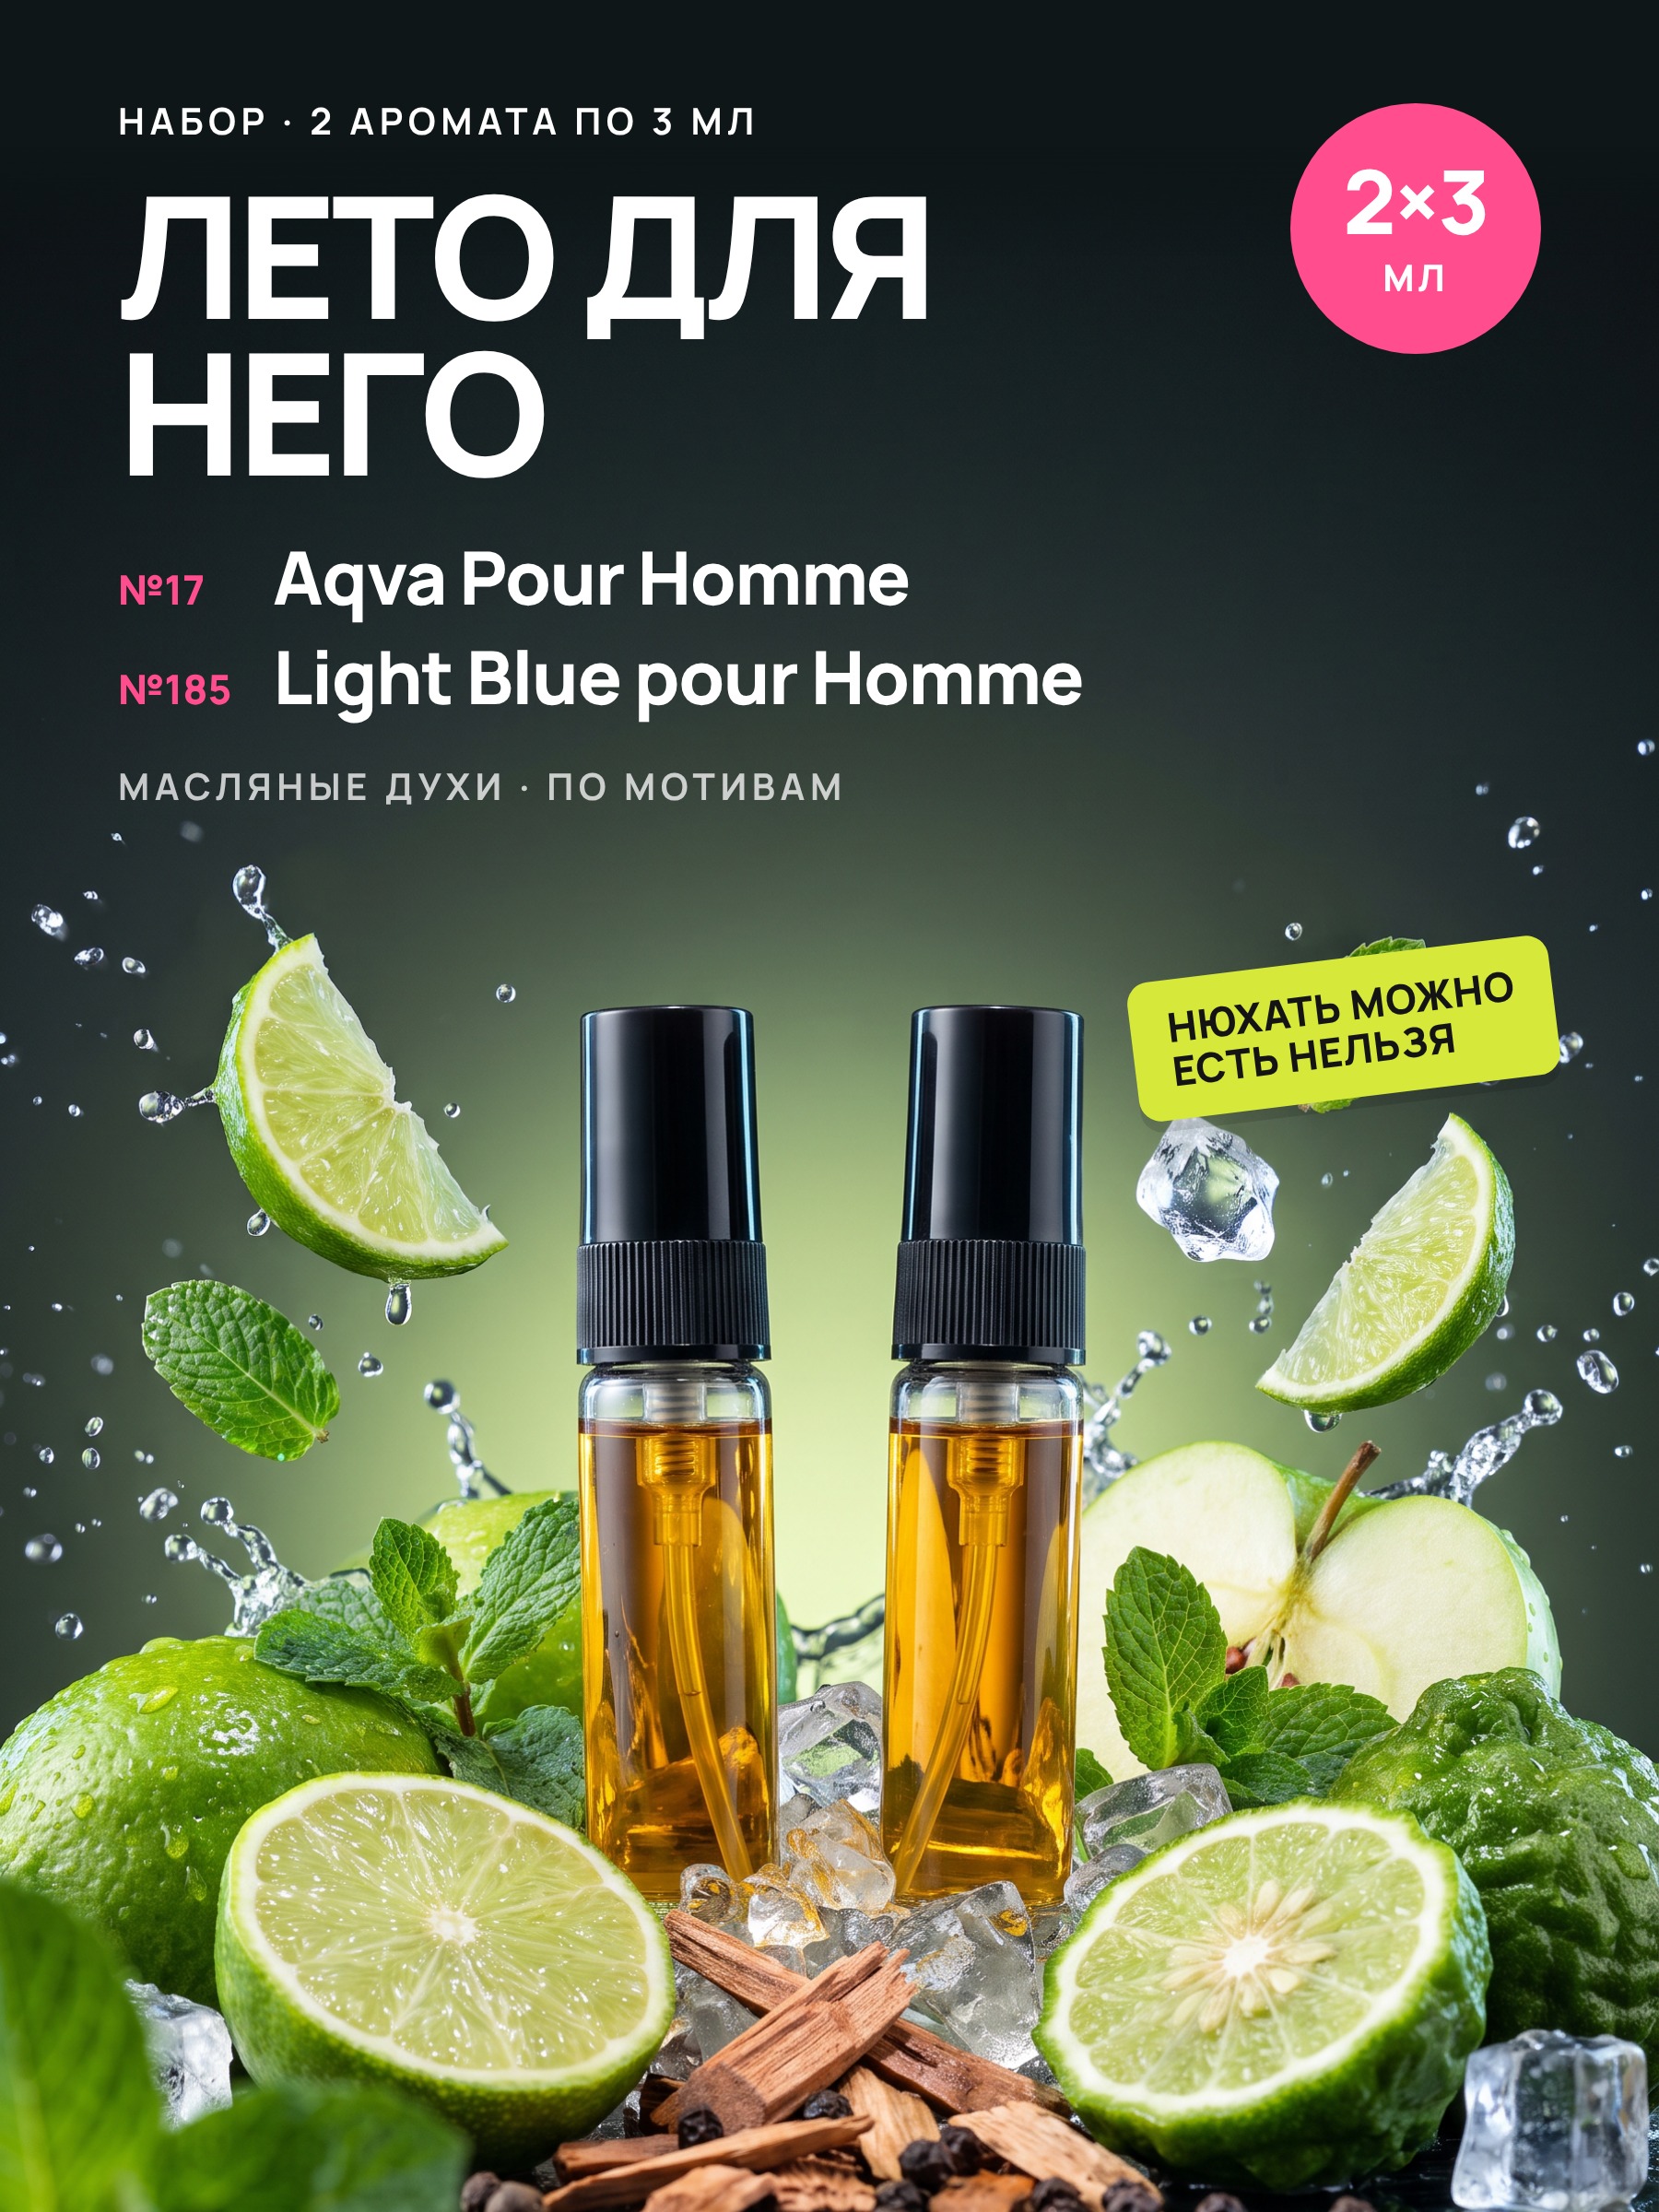 НАБОР · 2 АРОМАТА ПО 3 МЛ
ЛЕТО ДЛЯ
НЕГО
2×3
МЛ
№17 Aqva Pour Homme
№185 Light Blue pour Homme
МАСЛЯНЫЕ ДУХИ · ПО МОТИВАМ
НЮХАТЬ МОЖНО
ЕСТЬ НЕЛЬЗЯ